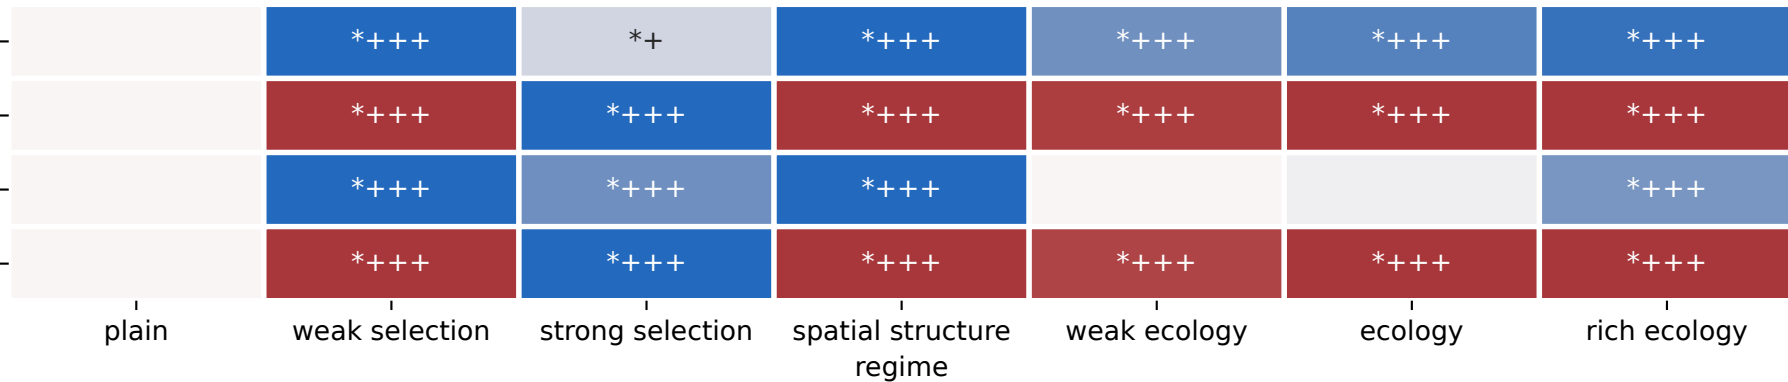 *+++ *+ *+++ *+++ *+++ *+++
*+++ *+++ *+++ *+++ *+++ *+++
*+++ *+++ *+++ *+++
*+++ *+++ *+++ *+++ *+++ *+++
plain weak selection strong selection spatial structure weak ecology ecology rich ecology
regime